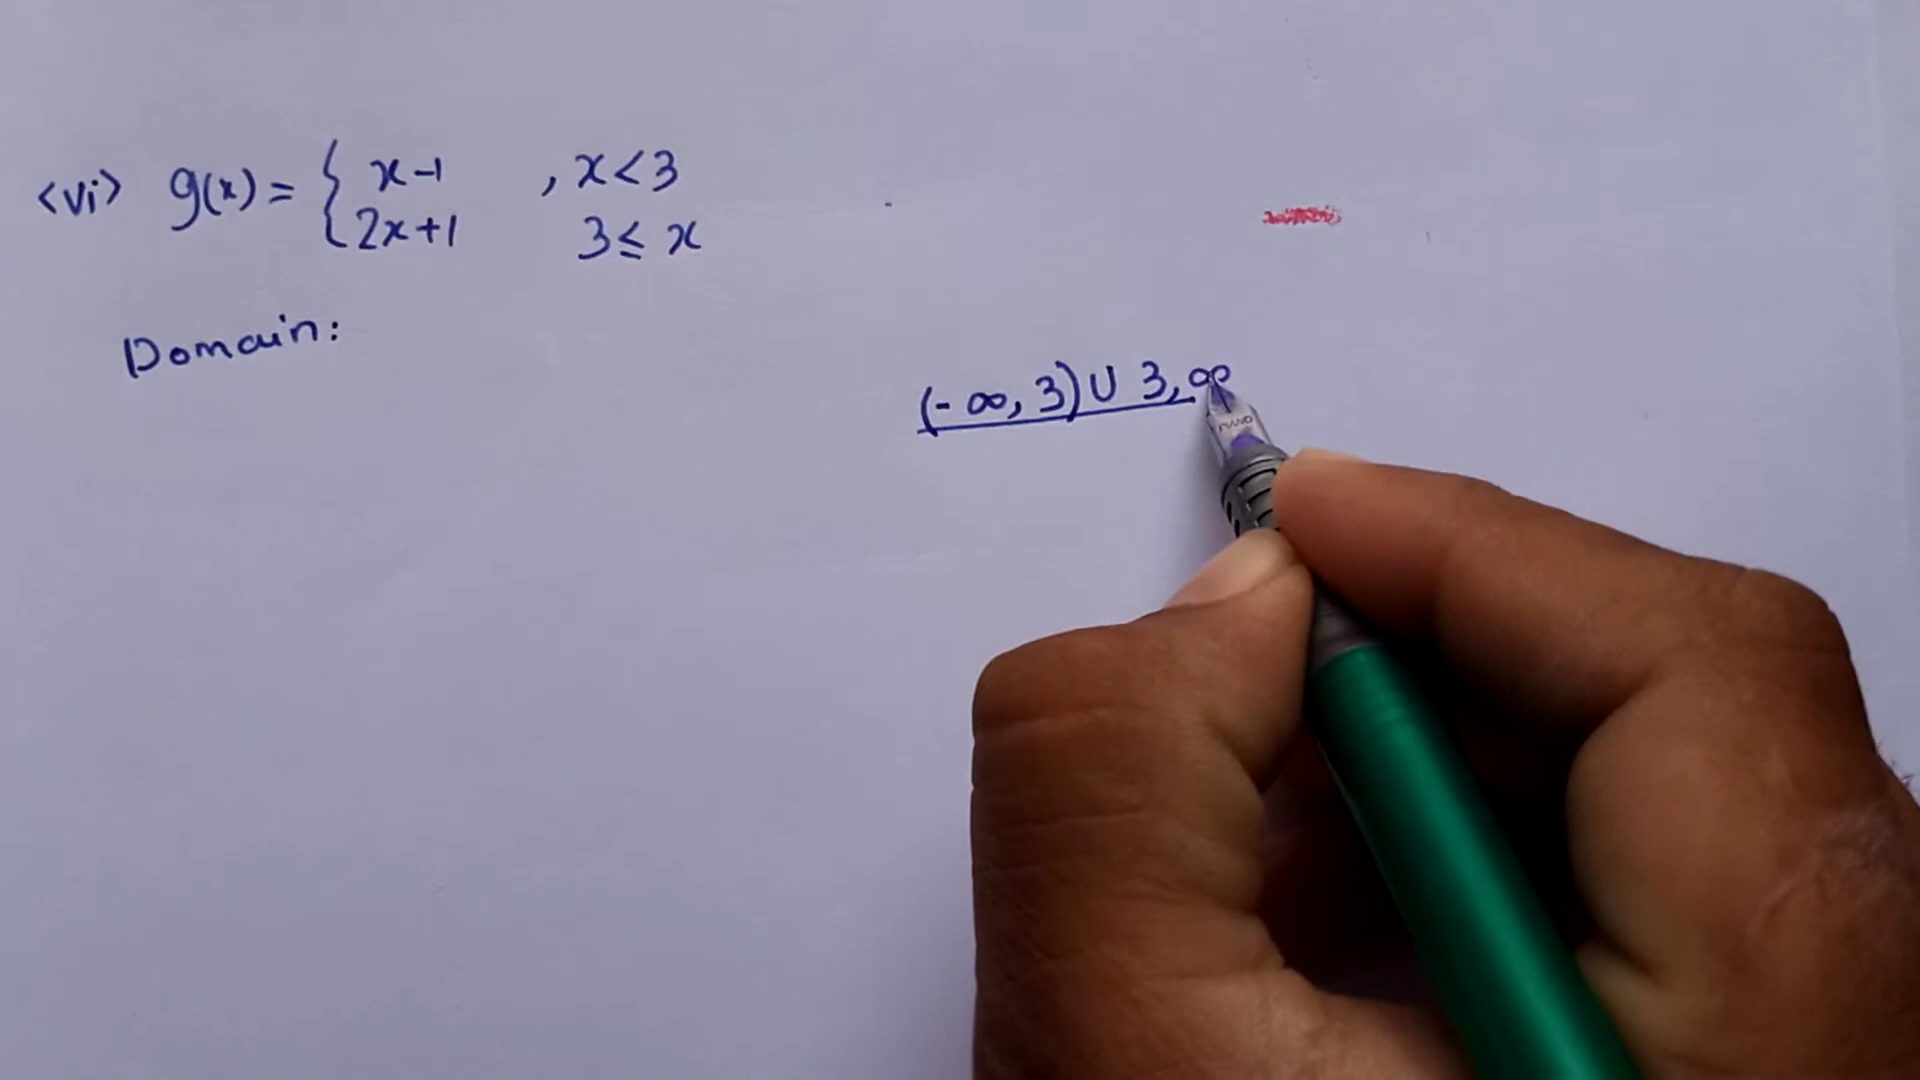 <vi> g(x) = { x-1 , x<3
2x+1 3≤ x
Domain:
(-∞, 3) U 3, ∞